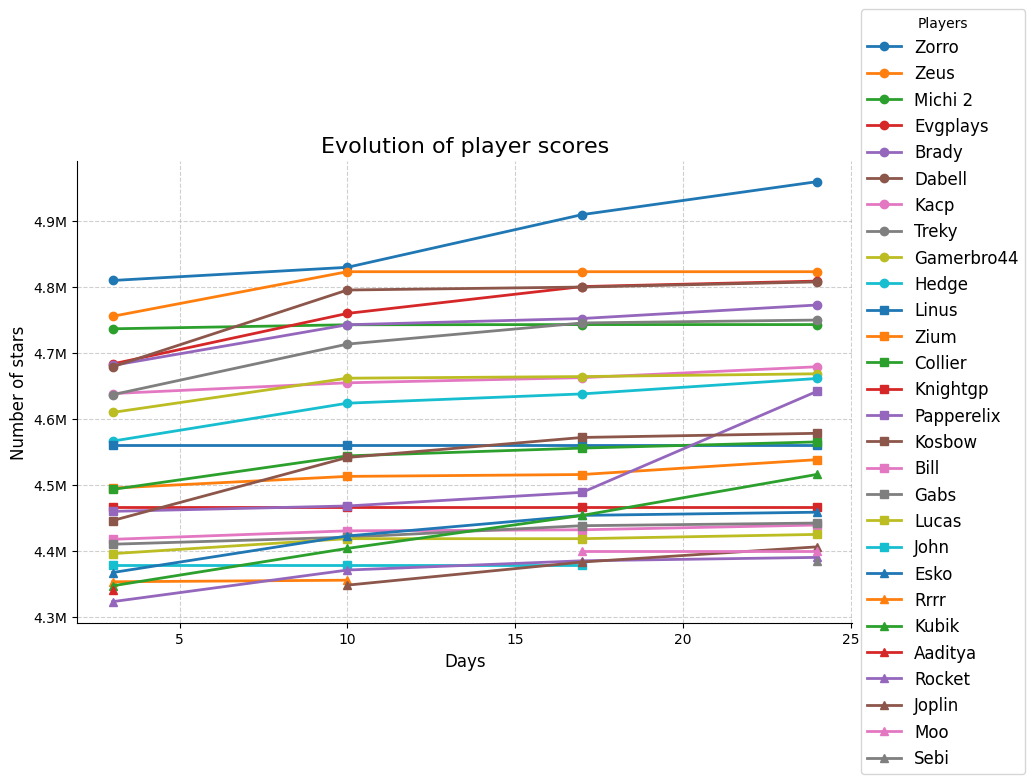 Evolution of player scores
Number of stars
4.9M
4.8M
4.7M
4.6M
4.5M
4.4M
4.3M
5
10
15
20
25
Days
Players
Zorro
Zeus
Michi 2
Evgplays
Brady
Dabell
Kacp
Treky
Gamerbro44
Hedge
Linus
Zium
Collier
Knightgp
Papperelix
Kosbow
Bill
Gabs
Lucas
John
Esko
Rrrr
Kubik
Aaditya
Rocket
Joplin
Moo
Sebi